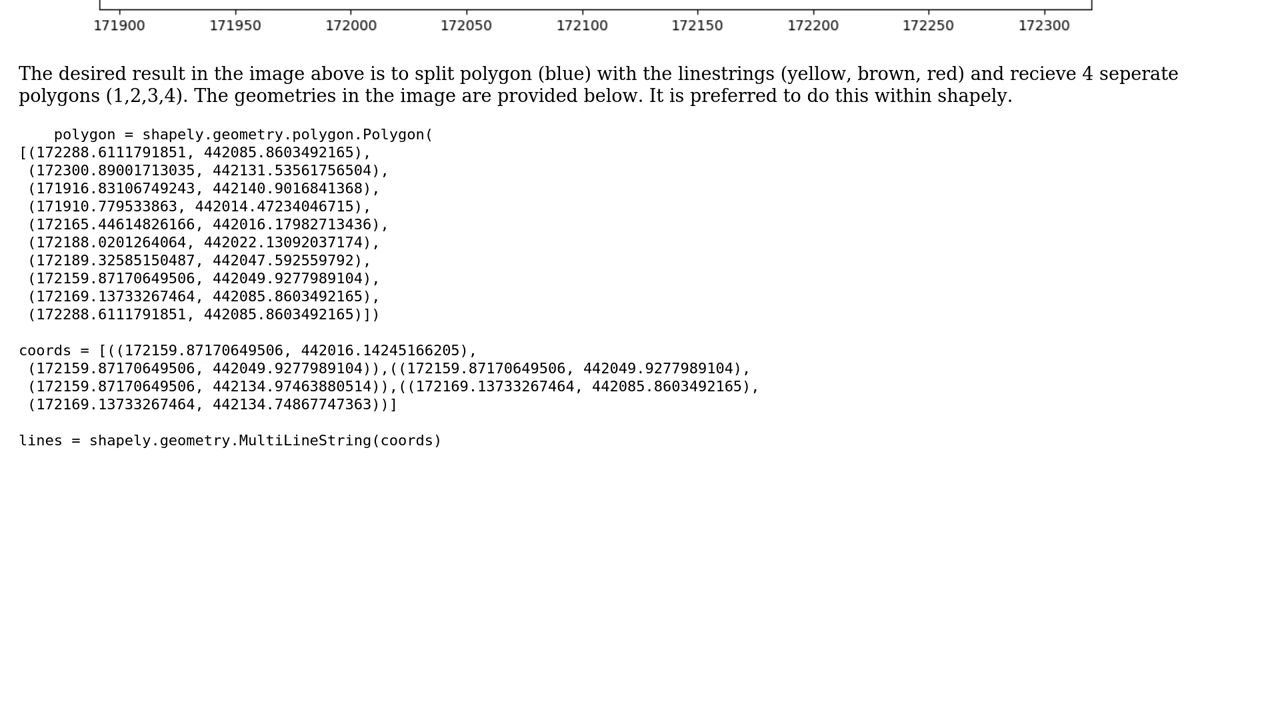 171900 171950 172000 172050 172100 172150 172200 172250 172300
The desired result in the image above is to split polygon (blue) with the linestrings (yellow, brown, red) and recieve 4 seperate
polygons (1,2,3,4). The geometries in the image are provided below. It is preferred to do this within shapely.
    polygon = shapely.geometry.polygon.Polygon(
[(172288.6111791851, 442085.8603492165),
 (172300.89001713035, 442131.53561756504),
 (171916.83106749243, 442140.9016841368),
 (171910.779533863, 442014.47234046715),
 (172165.44614826166, 442016.17982713436),
 (172188.0201264064, 442022.13092037174),
 (172189.32585150487, 442047.592559792),
 (172159.87170649506, 442049.9277989104),
 (172169.13733267464, 442085.8603492165),
 (172288.6111791851, 442085.8603492165)])
coords = [((172159.87170649506, 442016.14245166205),
 (172159.87170649506, 442049.9277989104)),((172159.87170649506, 442049.9277989104),
 (172159.87170649506, 442134.97463880514)),((172169.13733267464, 442085.8603492165),
 (172169.13733267464, 442134.74867747363))]
lines = shapely.geometry.MultiLineString(coords)